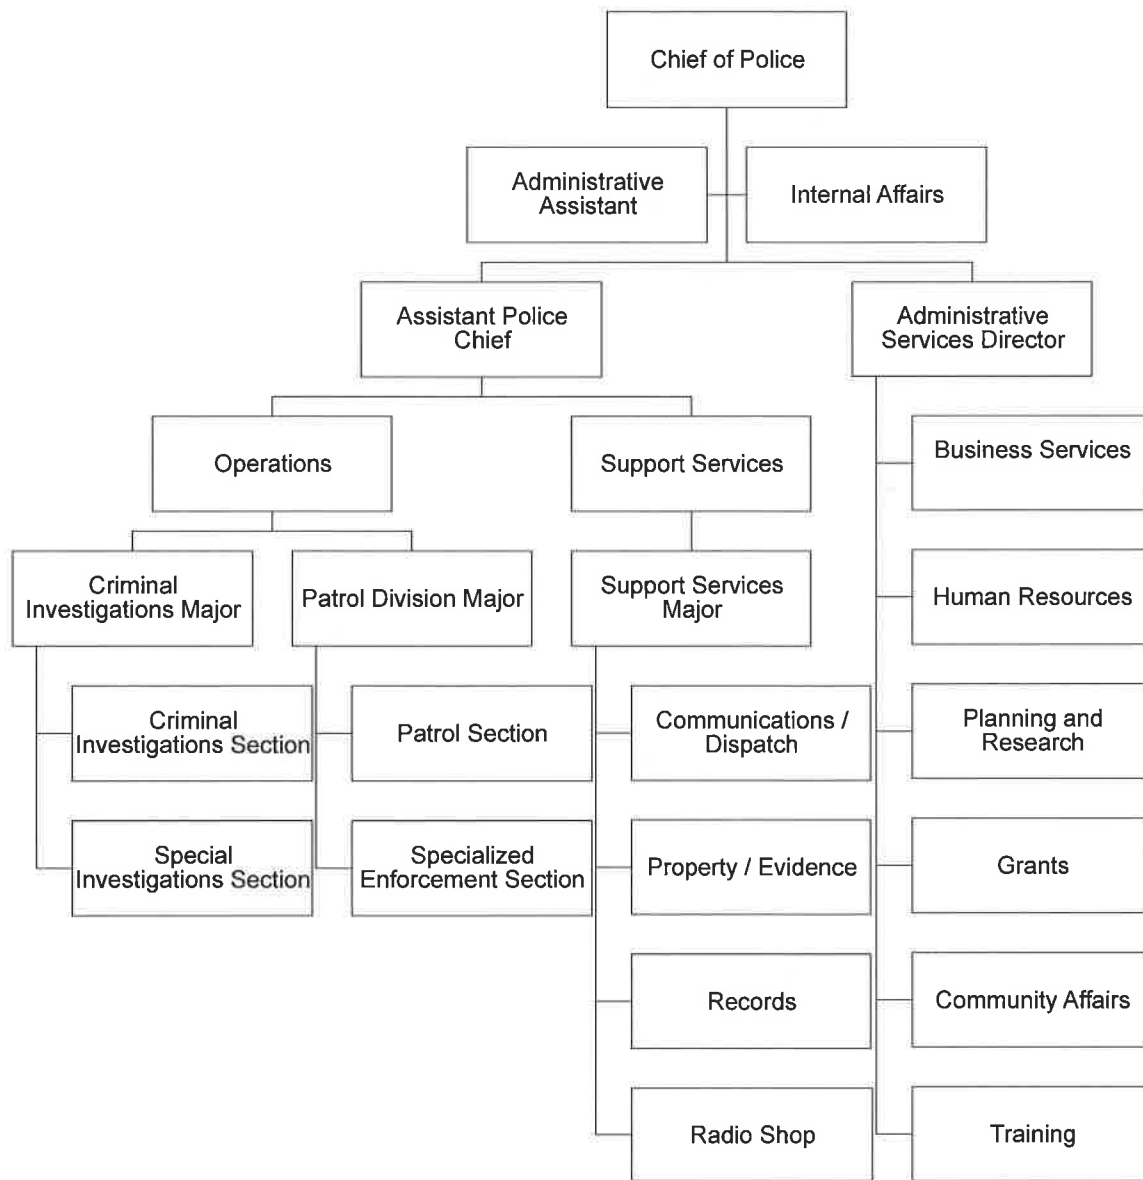 Chief of Police
Administrative
Assistant
Internal Affairs
Assistant Police
Chief
Administrative
Services Director
Operations
Support Services
Business Services
Criminal
Investigations Major
Patrol Division Major
Support Services
Major
Human Resources
Criminal
Investigations Section
Patrol Section
Communications /
Dispatch
Planning and
Research
Special
Investigations Section
Specialized
Enforcement Section
Property / Evidence
Grants
Records
Community Affairs
Radio Shop
Training